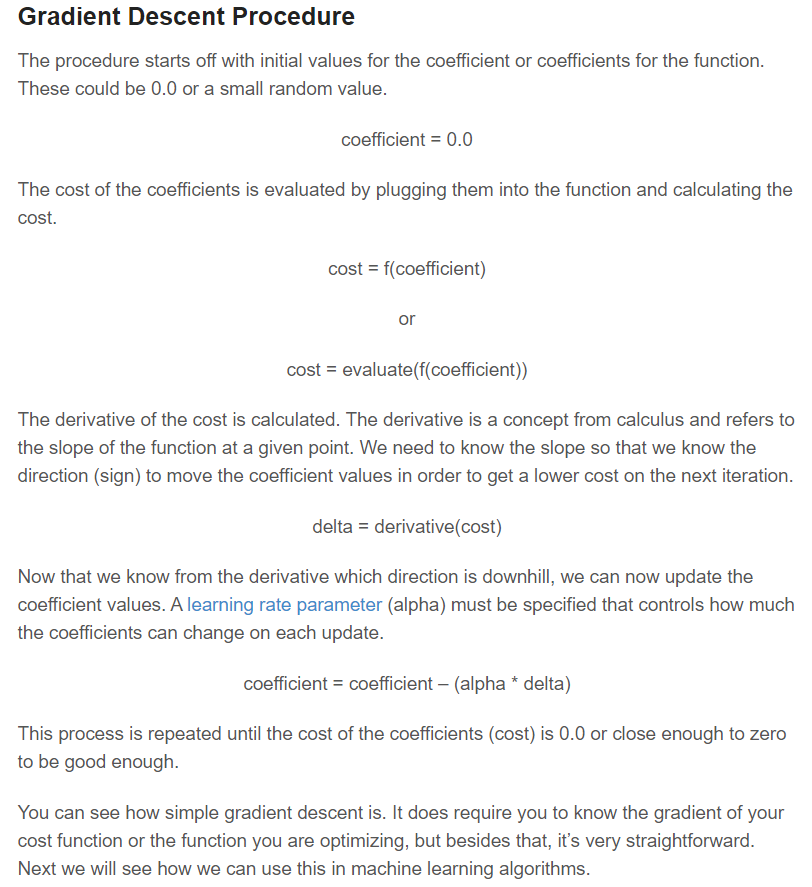 Gradient Descent Procedure
The procedure starts off with initial values for the coefficient or coefficients for the function.
These could be 0.0 or a small random value.
coefficient = 0.0
The cost of the coefficients is evaluated by plugging them into the function and calculating the
cost.
cost = f(coefficient)
or
cost = evaluate(f(coefficient))
The derivative of the cost is calculated. The derivative is a concept from calculus and refers to
the slope of the function at a given point. We need to know the slope so that we know the
direction (sign) to move the coefficient values in order to get a lower cost on the next iteration.
delta = derivative(cost)
Now that we know from the derivative which direction is downhill, we can now update the
coefficient values. A learning rate parameter (alpha) must be specified that controls how much
the coefficients can change on each update.
coefficient = coefficient – (alpha * delta)
This process is repeated until the cost of the coefficients (cost) is 0.0 or close enough to zero
to be good enough.
You can see how simple gradient descent is. It does require you to know the gradient of your
cost function or the function you are optimizing, but besides that, it’s very straightforward.
Next we will see how we can use this in machine learning algorithms.